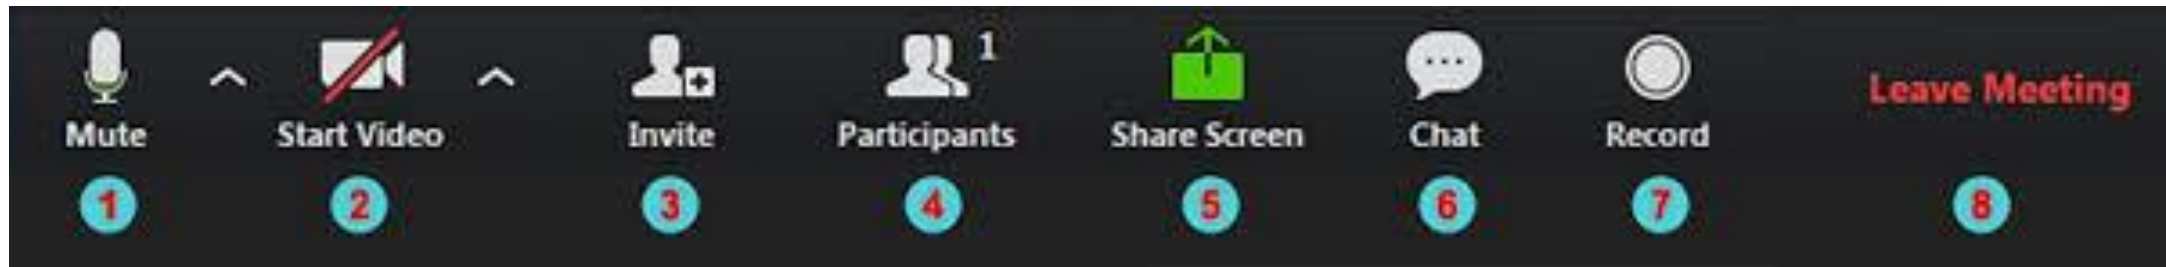 1
Mute
Start Video
Invite
Participants
Share Screen
Chat
Record
Leave Meeting
1
2
3
4
5
6
7
8